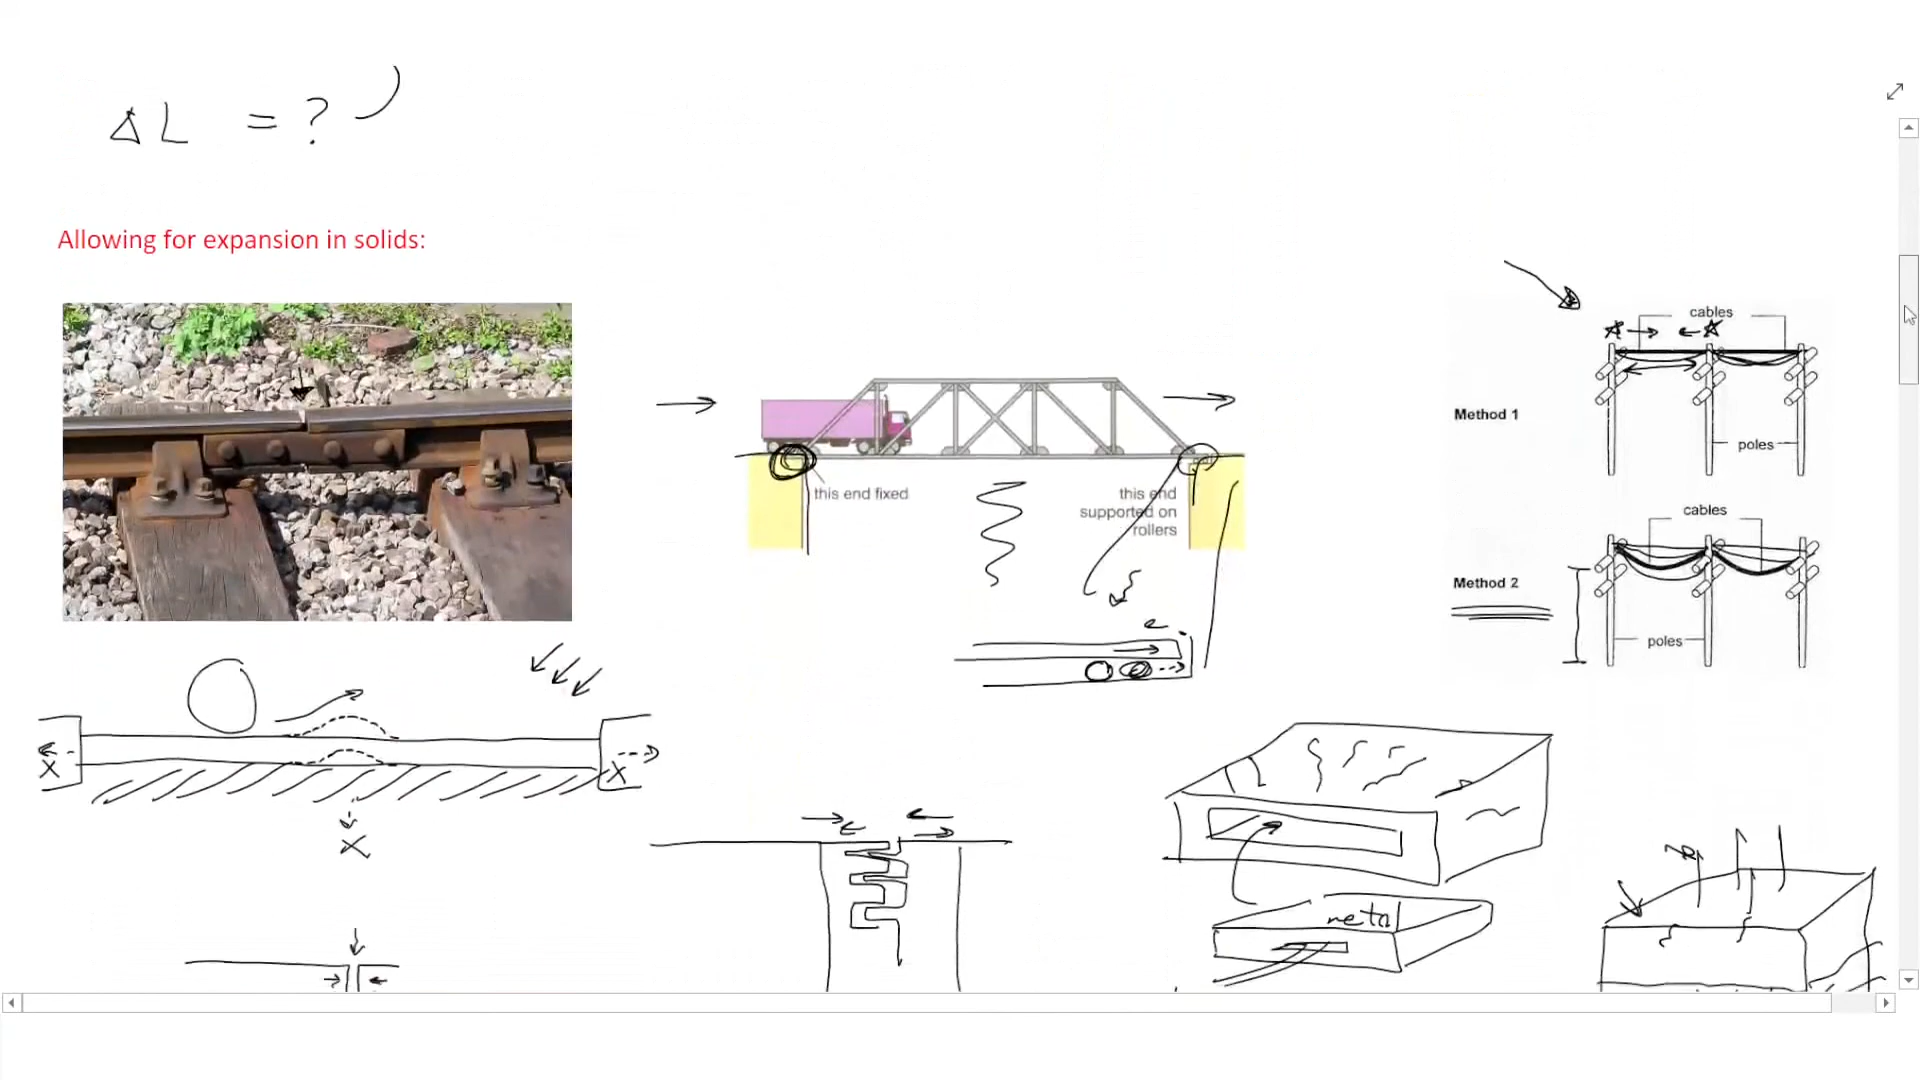 ΔL = ?
Allowing for expansion in solids:
cables
Method 1
poles
this end fixed
this end
supported on
rollers
cables
Method 2
poles
X
X
X
metal